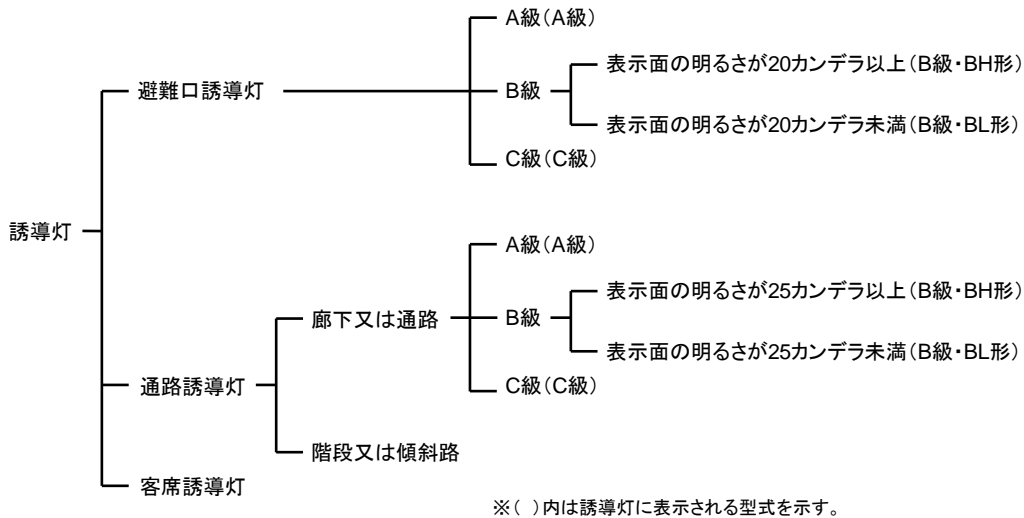 A級(A級)
表示面の明るさが20カンデラ以上(B級・BH形)
避難口誘導灯
B級
表示面の明るさが20カンデラ未満(B級・BL形)
C級(C級)
誘導灯
A級(A級)
表示面の明るさが25カンデラ以上(B級・BH形)
廊下又は通路
B級
表示面の明るさが25カンデラ未満(B級・BL形)
通路誘導灯
C級(C級)
階段又は傾斜路
客席誘導灯
※( )内は誘導灯に表示される型式を示す。